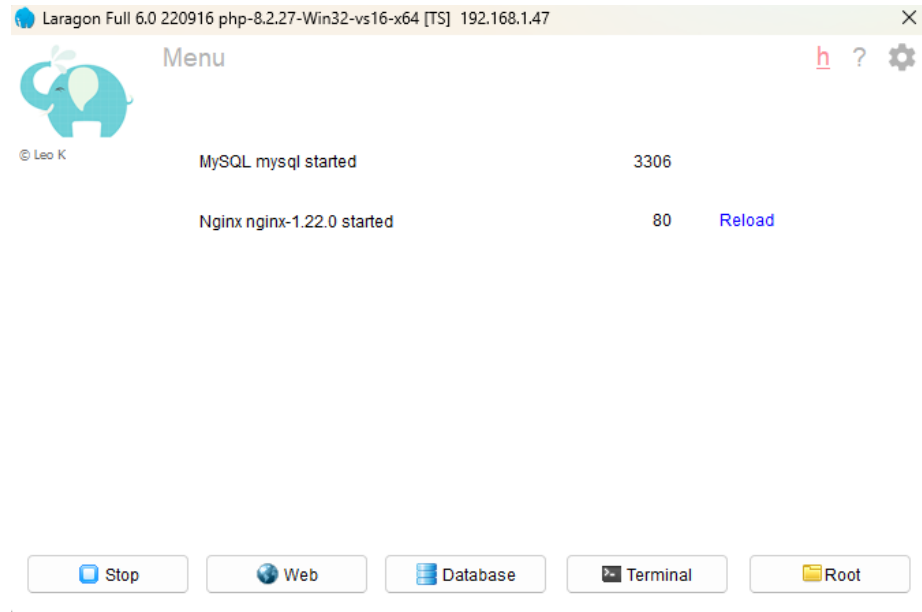 Laragon Full 6.0 220916 php-8.2.27-Win32-vs16-x64 [TS] 192.168.1.47
Menu
h ?
© Leo K
MySQL mysql started 3306
Nginx nginx-1.22.0 started 80 Reload
Stop Web Database Terminal Root